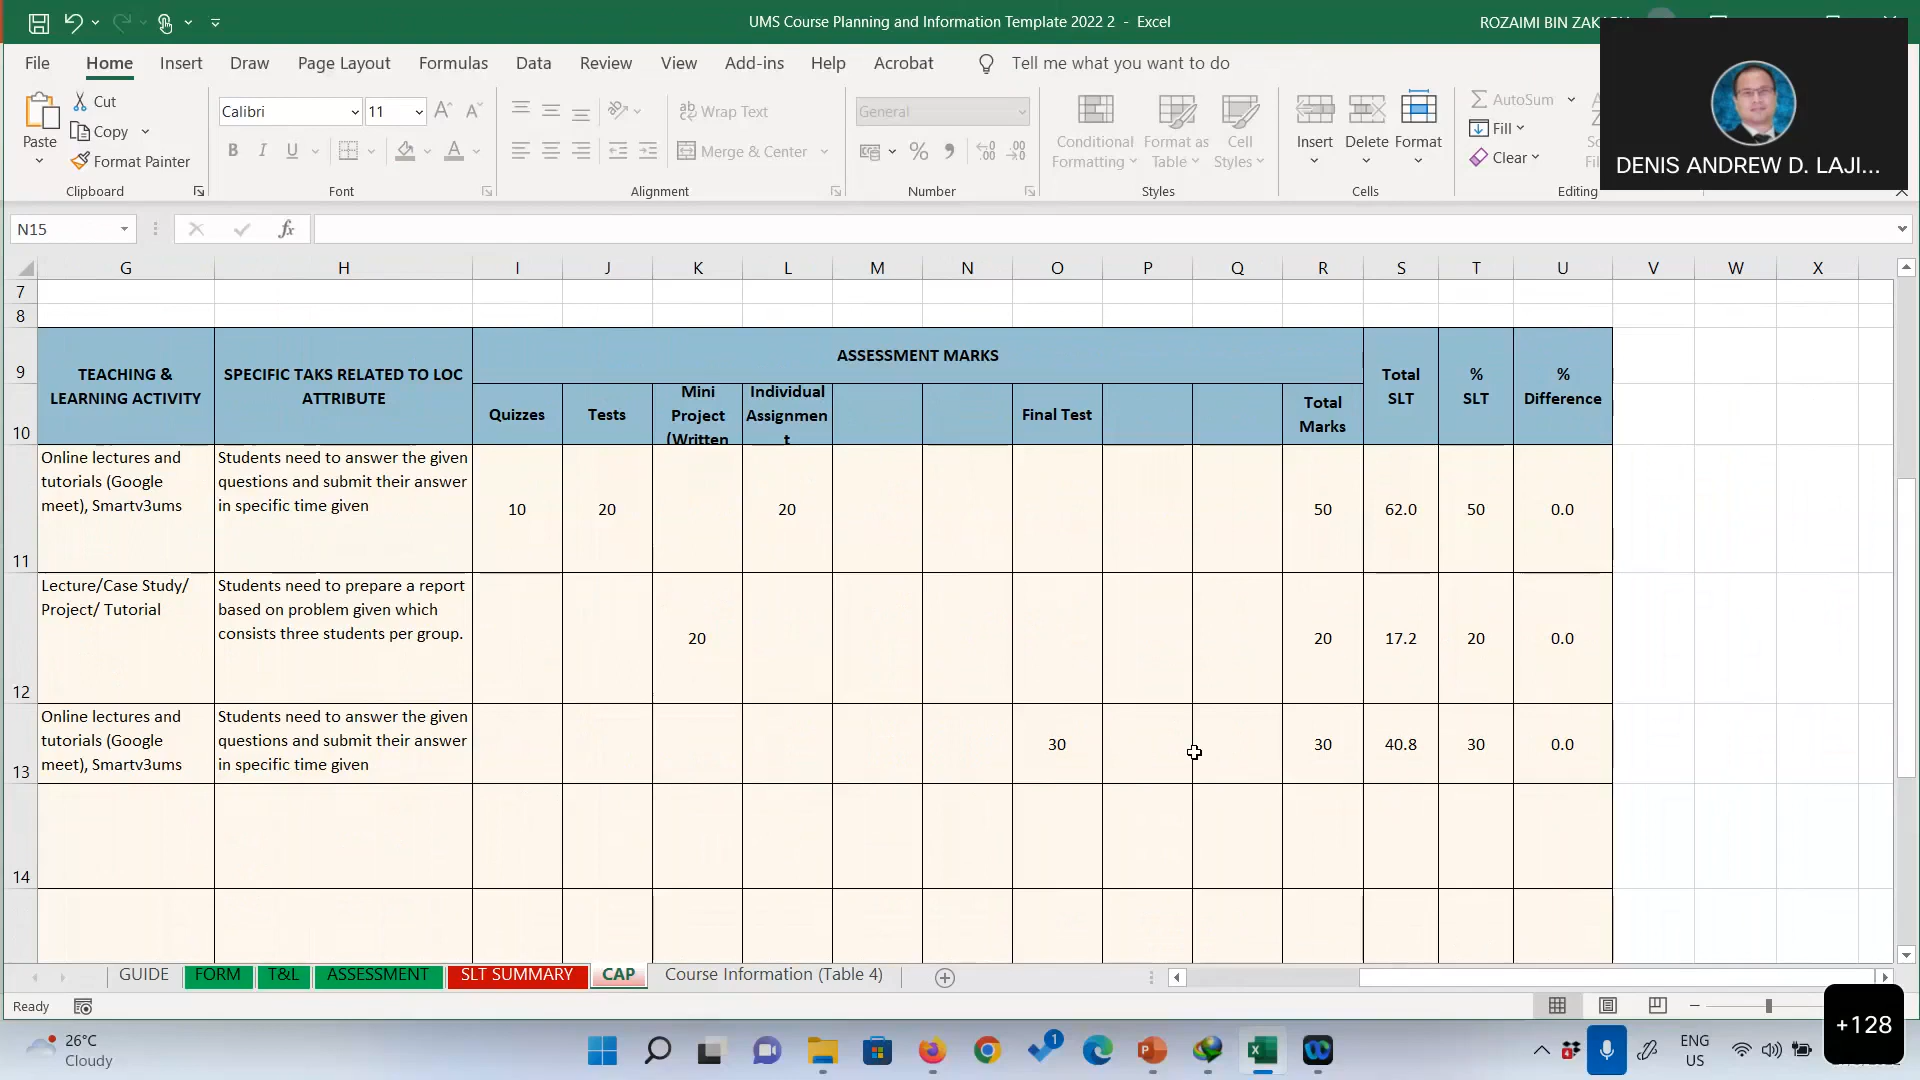 UMS Course Planning and Information Template 2022 2 - Excel
File Home Insert Draw Page Layout Formulas Data Review View Add-ins Help Acrobat Tell me what you want to do
ROZAIMI BIN
DENIS ANDREW D. LAJI...
Paste
Cut
Copy
Format Painter
Calibri 11
B I U A
Wrap Text
Merge & Center
General
%
Conditional Formatting
Format as Table
Cell Styles
Insert Delete Format
AutoSum
Fill
Clear
Clipboard Font Alignment Number Styles Cells Editing
N15 fx
G H I J K L M N O P Q R S T U V W X
7
8
9
10
11
12
13
14
TEACHING &
LEARNING ACTIVITY
SPECIFIC TAKS RELATED TO LOC
ATTRIBUTE
ASSESSMENT MARKS
Quizzes
Tests
Mini
Project
(Written
Individual
Assignmen
t
Final Test
Total
Marks
Total
SLT
%
SLT
%
Difference
Online lectures and
tutorials (Google
meet), Smartv3ums
Students need to answer the given
questions and submit their answer
in specific time given
10 20 20 50 62.0 50 0.0
Lecture/Case Study/
Project/ Tutorial
Students need to prepare a report
based on problem given which
consists three students per group.
20 20 17.2 20 0.0
Online lectures and
tutorials (Google
meet), Smartv3ums
Students need to answer the given
questions and submit their answer
in specific time given
30 30 40.8 30 0.0
GUIDE FORM T&L ASSESSMENT SLT SUMMARY CAP Course Information (Table 4)
Ready
+128
26°C
Cloudy
1
ENG
US